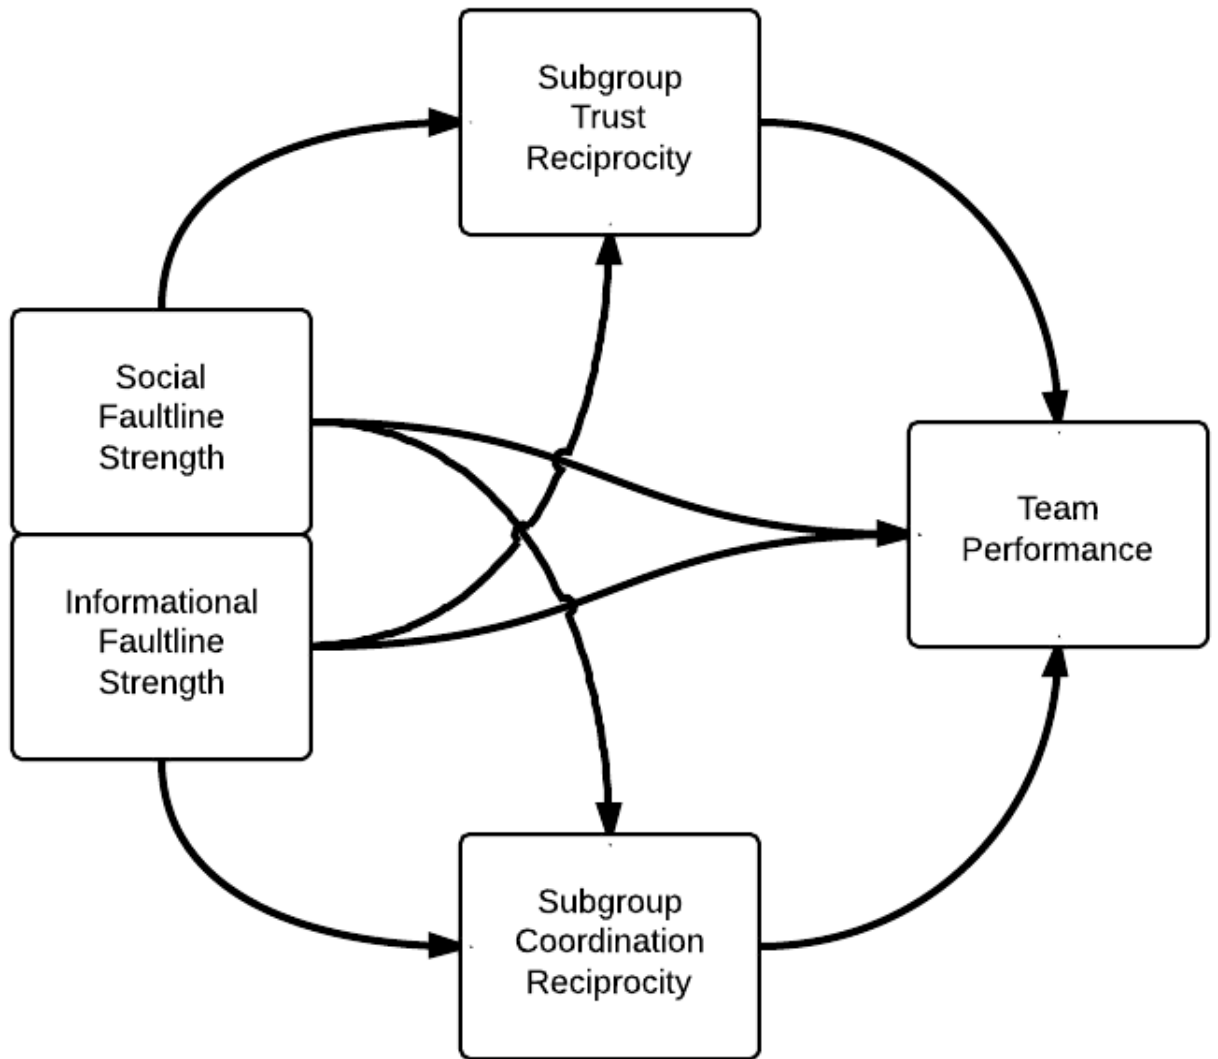 Subgroup
Trust
Reciprocity
Social
Faultline
Strength
Team
Performance
Informational
Faultline
Strength
Subgroup
Coordination
Reciprocity